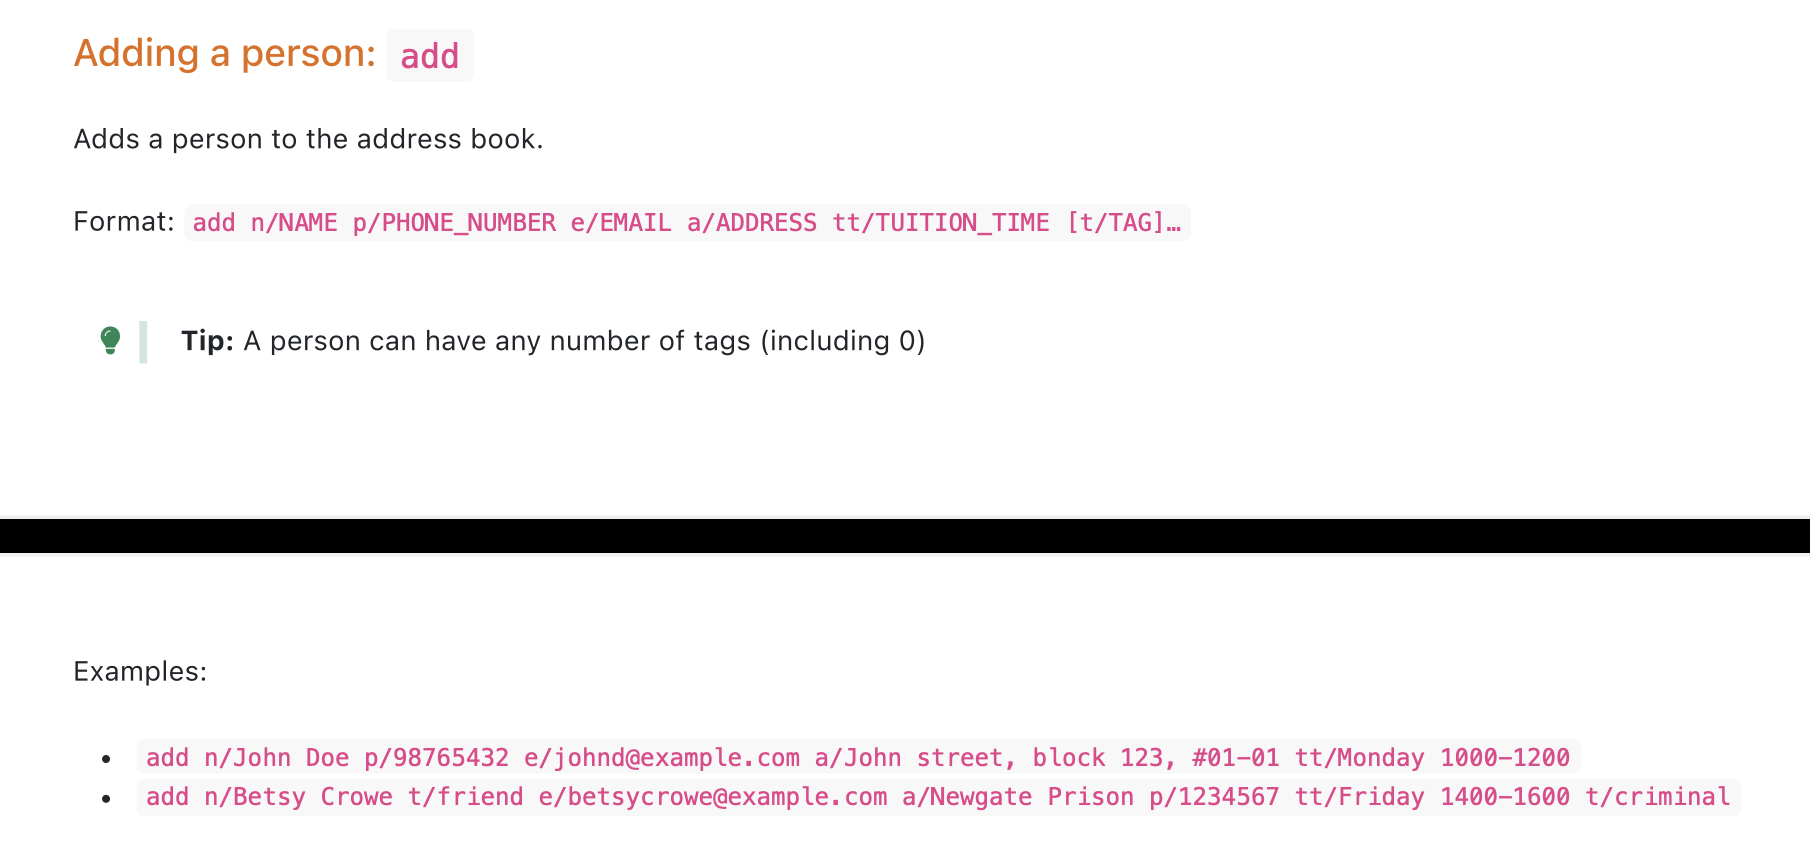 Adding a person: add
Adds a person to the address book.
Format: add n/NAME p/PHONE_NUMBER e/EMAIL a/ADDRESS tt/TUITION_TIME [t/TAG]…
Tip: A person can have any number of tags (including 0)
Examples:
• add n/John Doe p/98765432 e/johnd@example.com a/John street, block 123, #01-01 tt/Monday 1000-1200
• add n/Betsy Crowe t/friend e/betsycrowe@example.com a/Newgate Prison p/1234567 tt/Friday 1400-1600 t/criminal